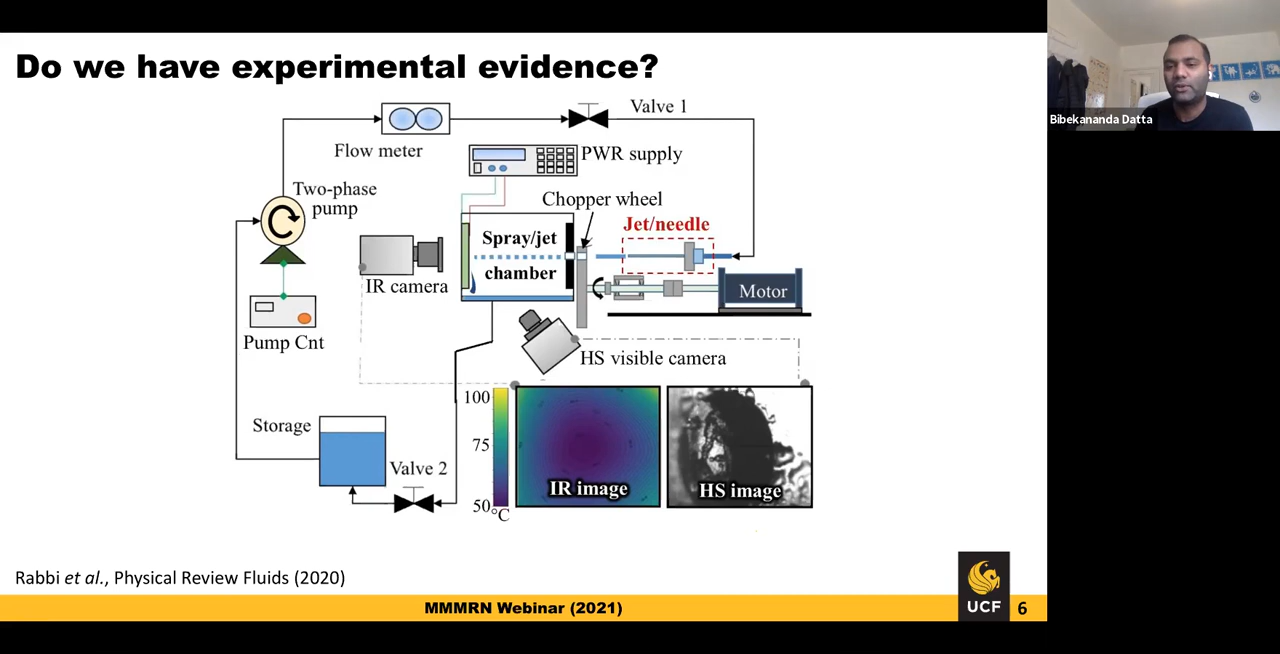 Do we have experimental evidence?
Bibekananda Datta
Valve 1
Flow meter
PWR supply
Two-phase
pump
Chopper wheel
Jet/needle
Spray/jet
chamber
IR camera
Motor
Pump Cnt
HS visible camera
100
75
50
°C
IR image
HS image
Storage
Valve 2
Rabbi et al., Physical Review Fluids (2020)
MMMRN Webinar (2021)
UCF
6